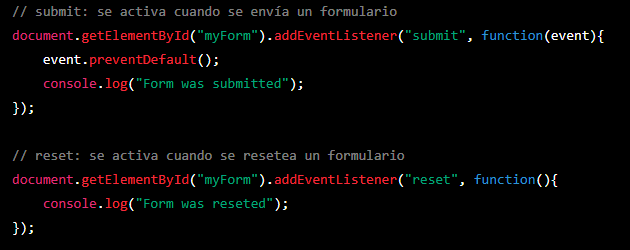 // submit: se activa cuando se envía un formulario
document.getElementById("myForm").addEventListener("submit", function(event){
    event.preventDefault();
    console.log("Form was submitted");
});

// reset: se activa cuando se resetea un formulario
document.getElementById("myForm").addEventListener("reset", function(){
    console.log("Form was reseted");
});